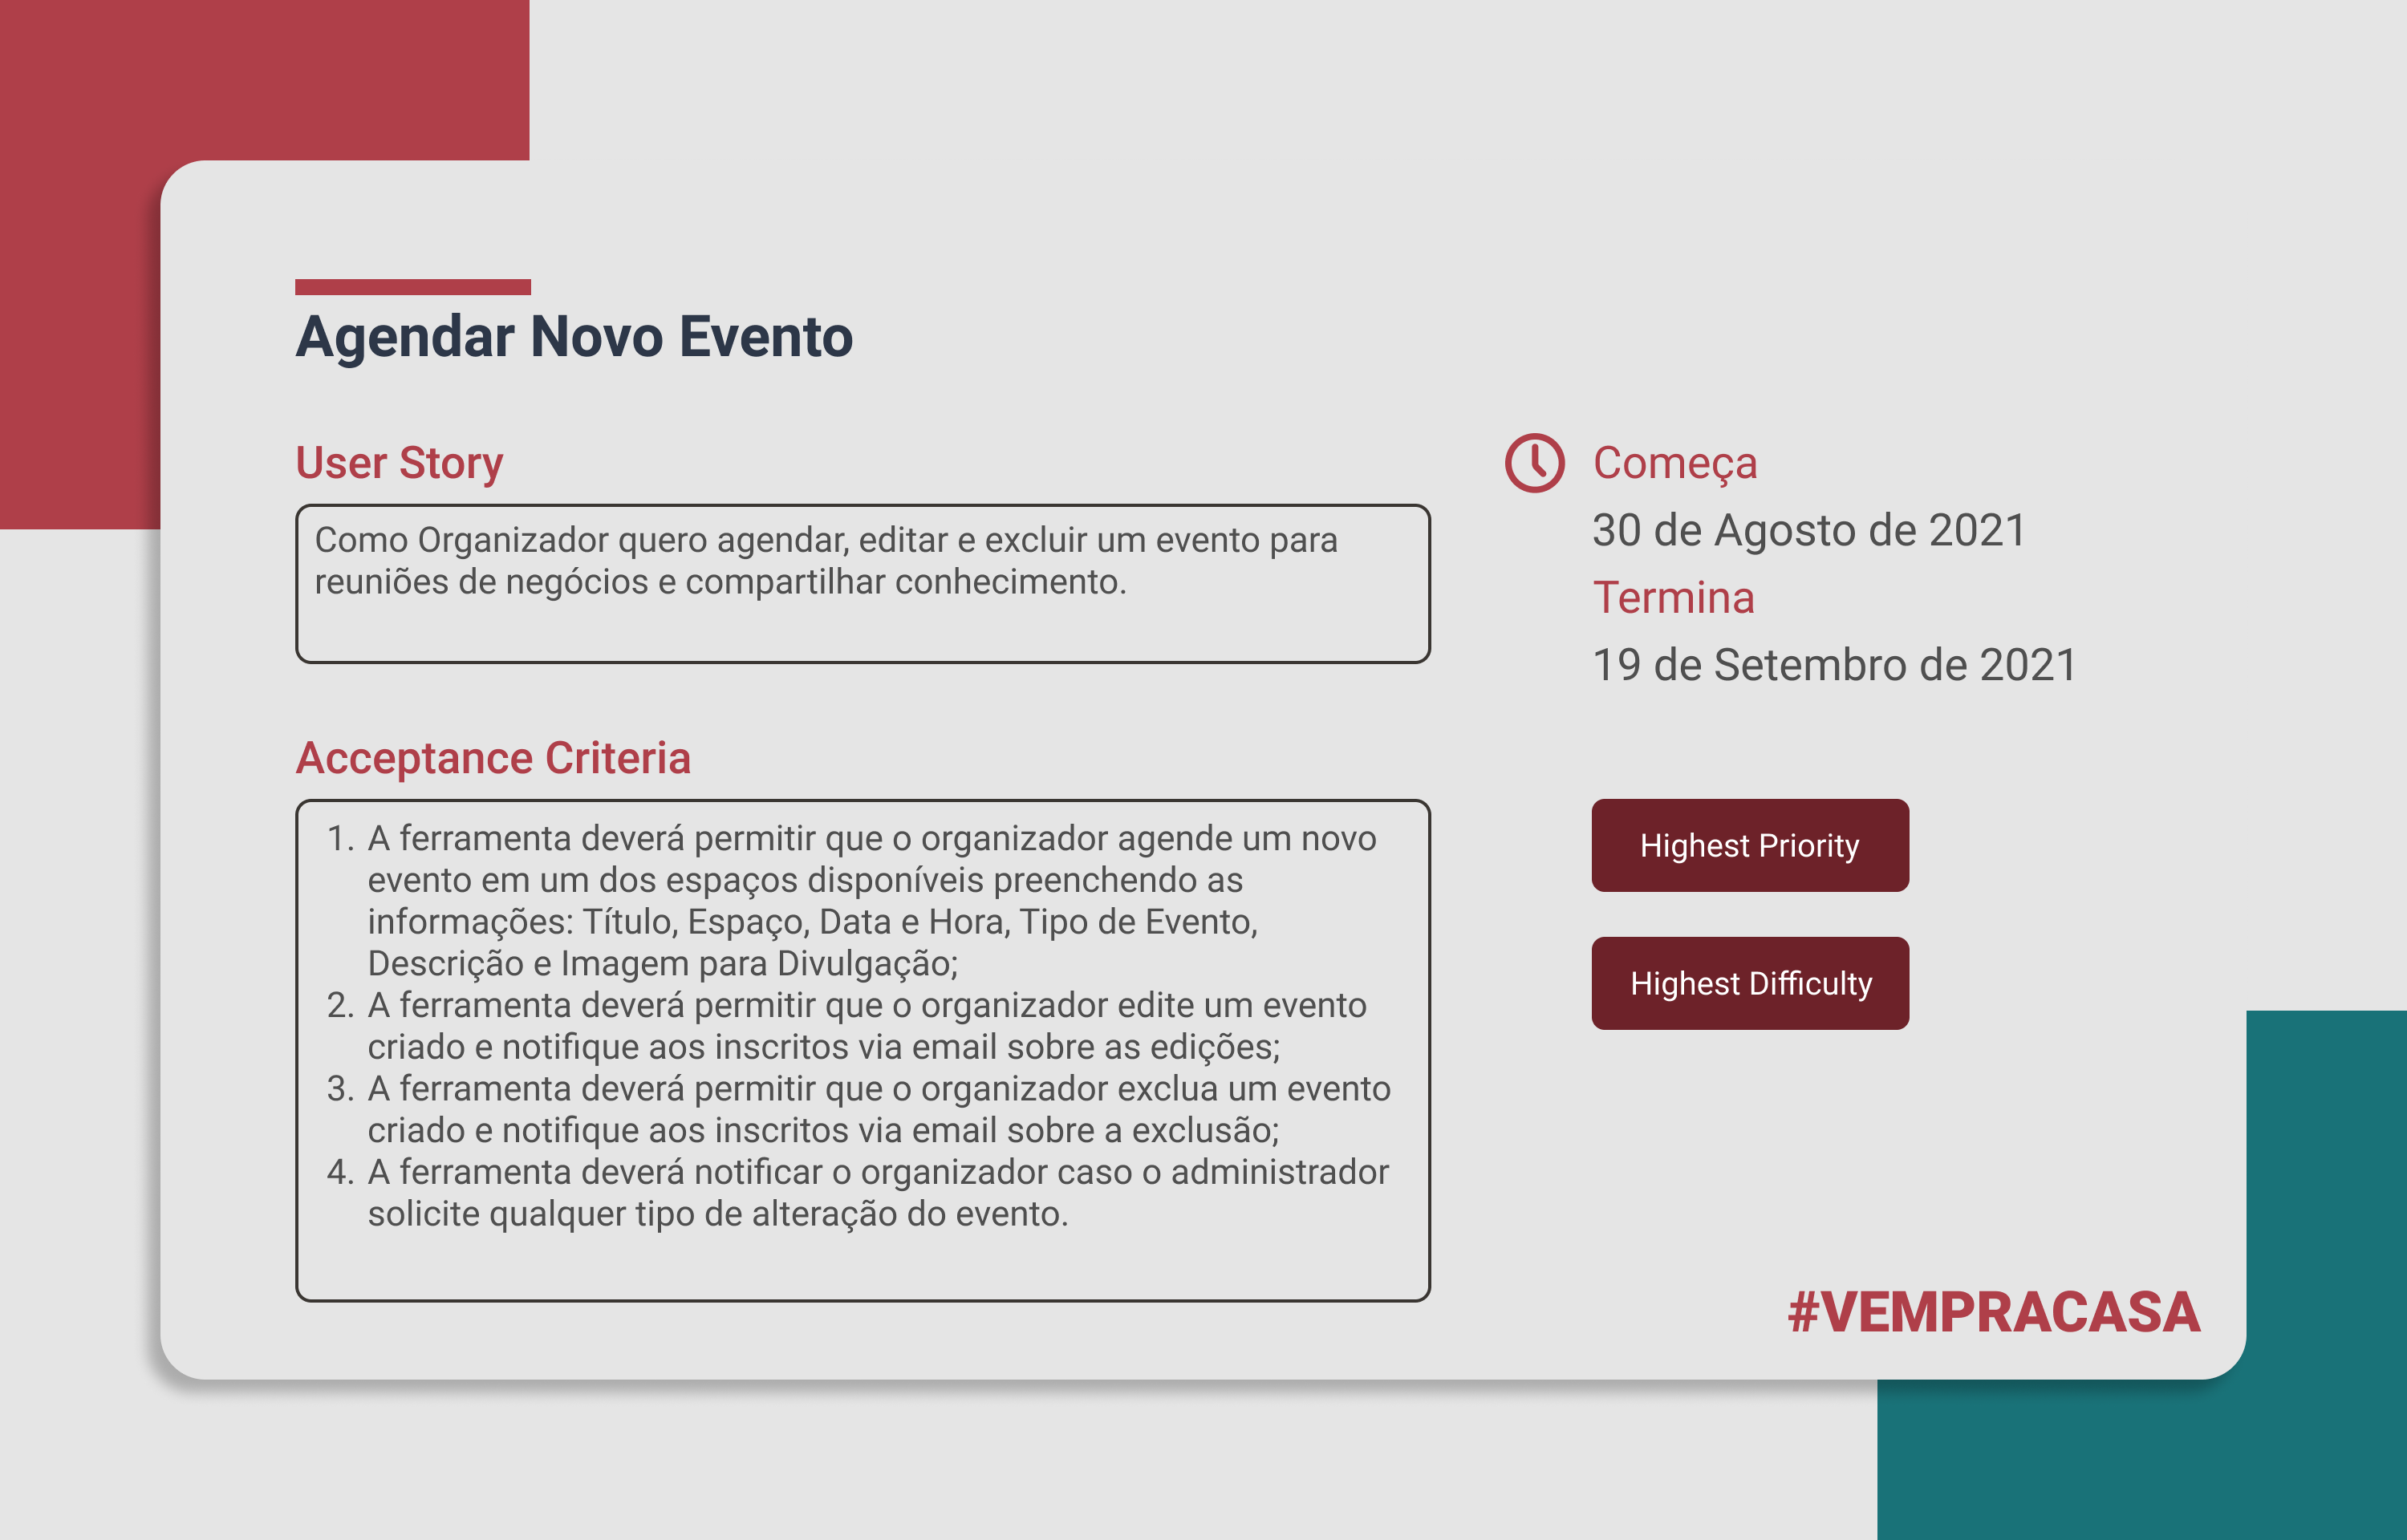 Agendar Novo Evento
User Story
Como Organizador quero agendar, editar e excluir um evento para
reuniões de negócios e compartilhar conhecimento.
Acceptance Criteria
1. A ferramenta deverá permitir que o organizador agende um novo
evento em um dos espaços disponíveis preenchendo as
informações: Título, Espaço, Data e Hora, Tipo de Evento,
Descrição e Imagem para Divulgação;
2. A ferramenta deverá permitir que o organizador edite um evento
criado e notifique aos inscritos via email sobre as edições;
3. A ferramenta deverá permitir que o organizador exclua um evento
criado e notifique aos inscritos via email sobre a exclusão;
4. A ferramenta deverá notificar o organizador caso o administrador
solicite qualquer tipo de alteração do evento.
Começa
30 de Agosto de 2021
Termina
19 de Setembro de 2021
Highest Priority
Highest Difficulty
#VEMPRACASA